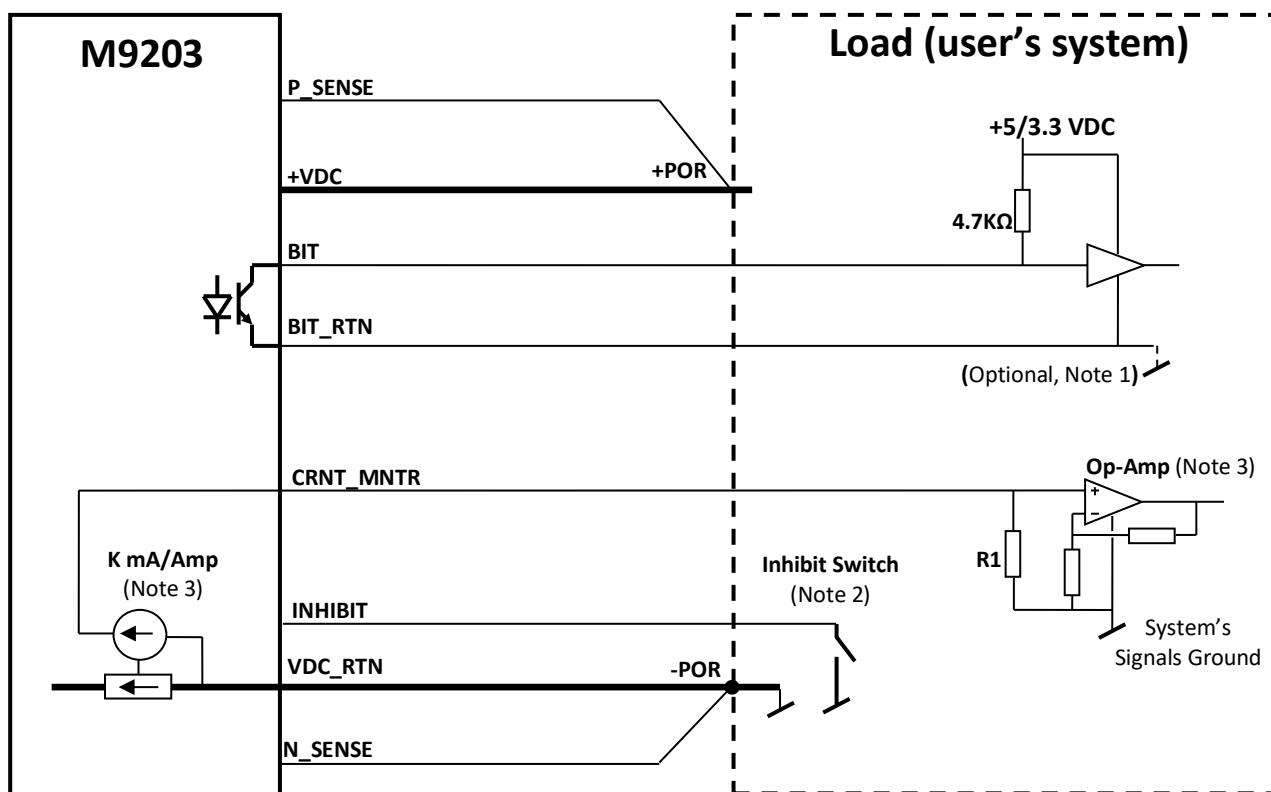 M9203
Load (user's system)
P_SENSE
+5/3.3 VDC
+VDC
+POR
4.7KΩ
BIT
BIT_RTN
(Optional, Note 1)
CRNT_MNTR
Op-Amp (Note 3)
+
−
K mA/Amp
(Note 3)
R1
Inhibit Switch
(Note 2)
INHIBIT
System's
Signals Ground
VDC_RTN
-POR
N_SENSE